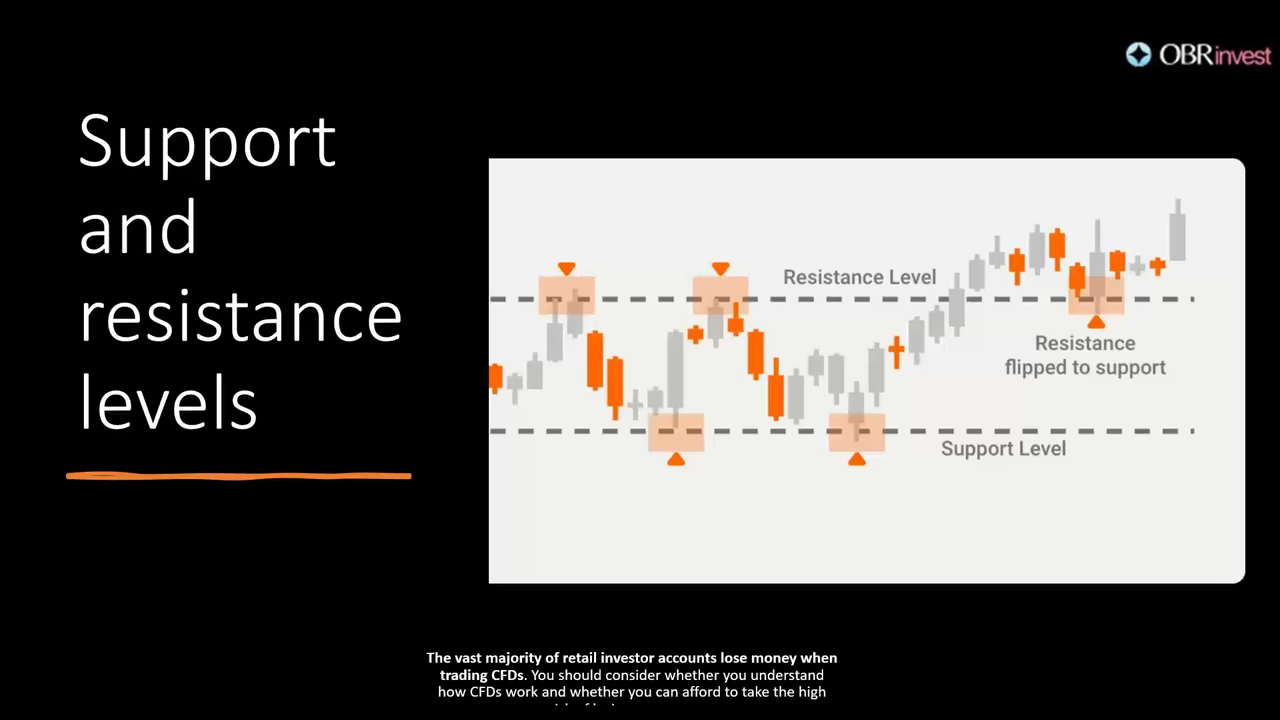 OBRinvest
Support
and
resistance
levels
Resistance Level
Resistance
flipped to support
Support Level
The vast majority of retail investor accounts lose money when
trading CFDs. You should consider whether you understand
how CFDs work and whether you can afford to take the high